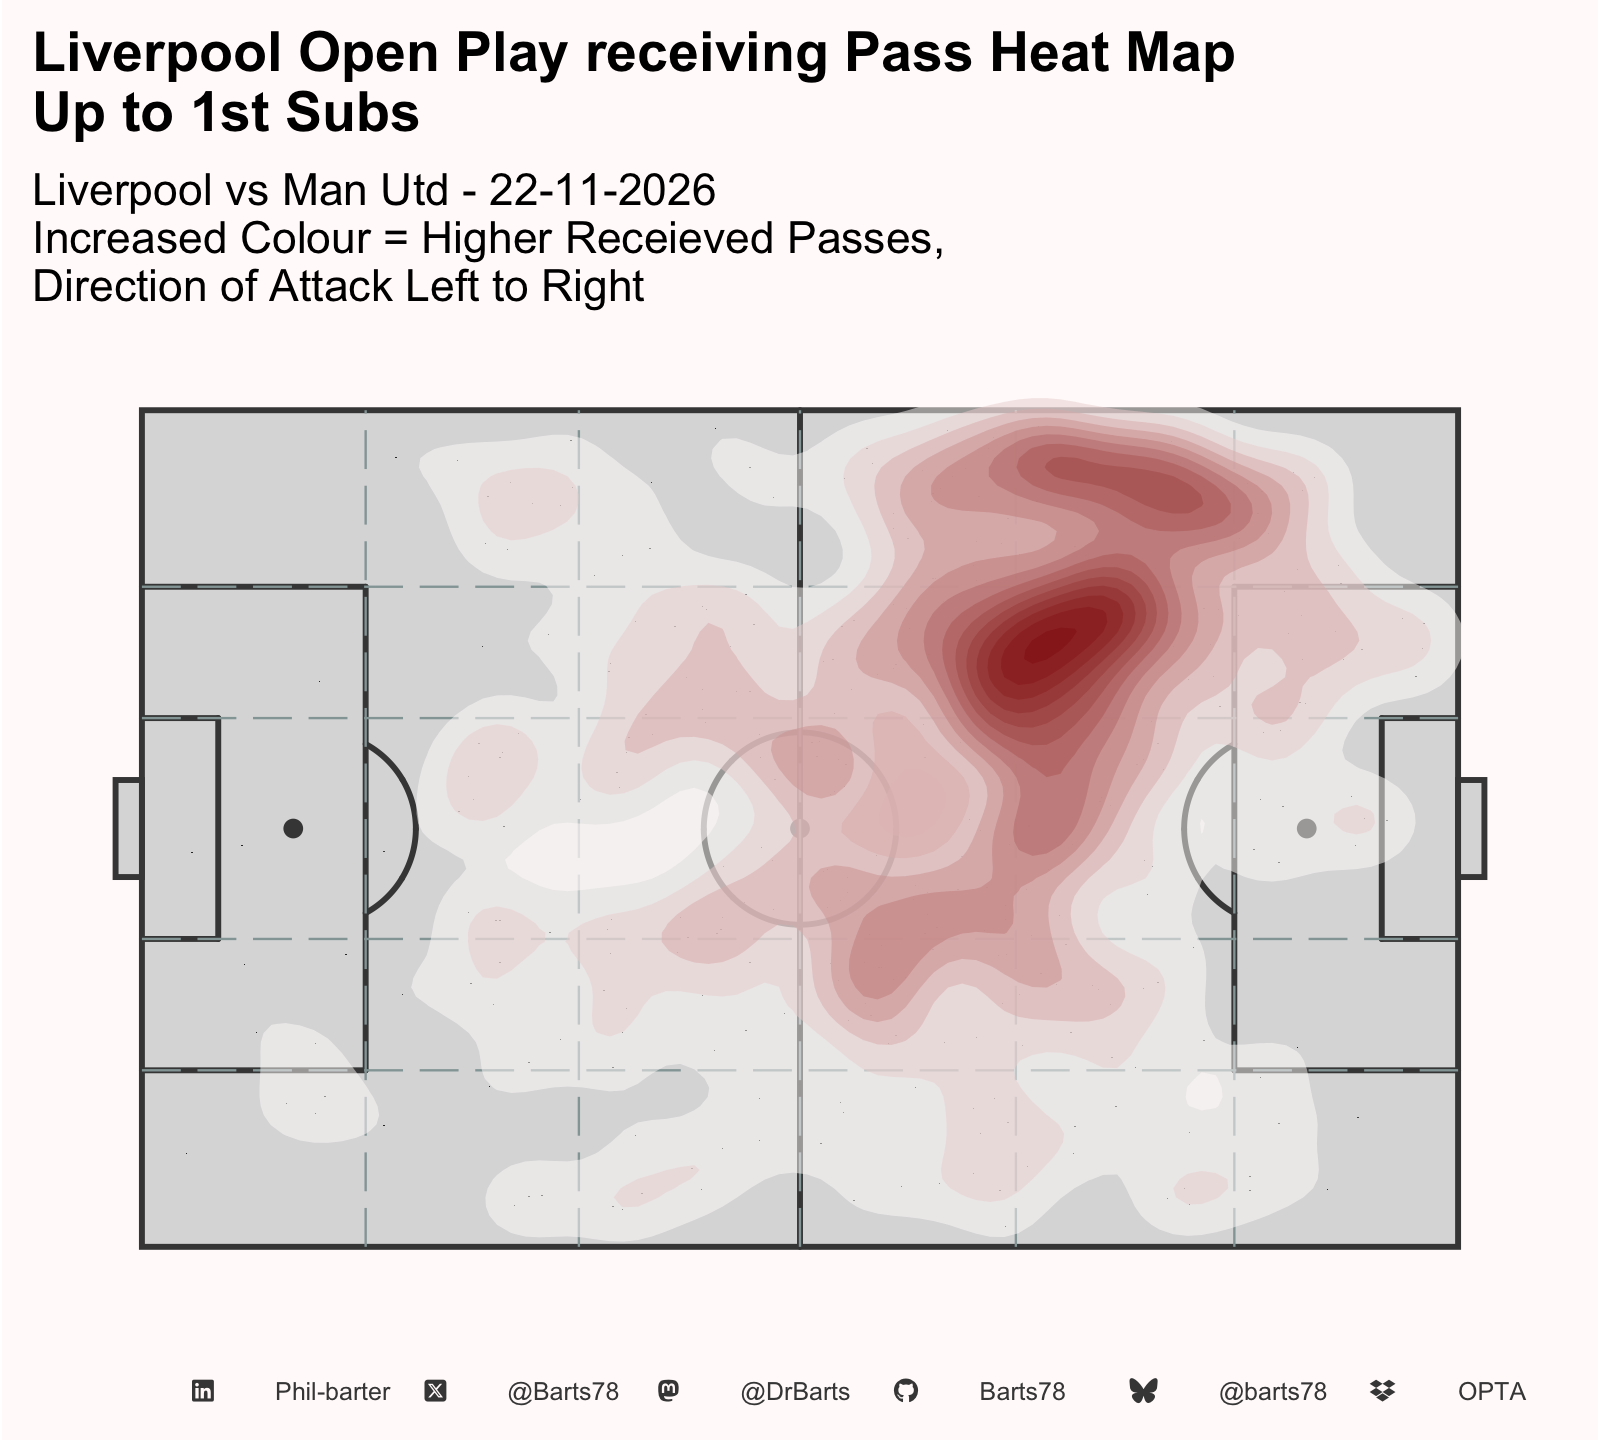 Liverpool Open Play receiving Pass Heat Map
Up to 1st Subs
Liverpool vs Man Utd - 22-11-2026
Increased Colour = Higher Receieved Passes,
Direction of Attack Left to Right
Phil-barter @Barts78 @DrBarts Barts78 @barts78 OPTA